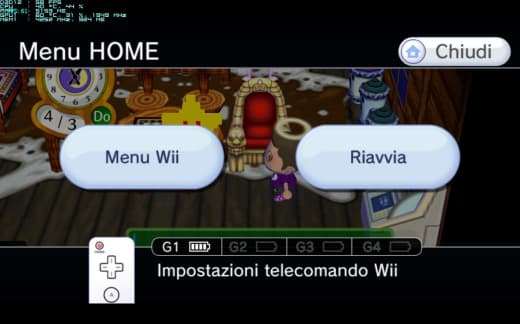 Menu HOME
Chiudi
4/3 Do
Menu Wii
Riavvia
G1 G2 G3 G4
Impostazioni telecomando Wii
A